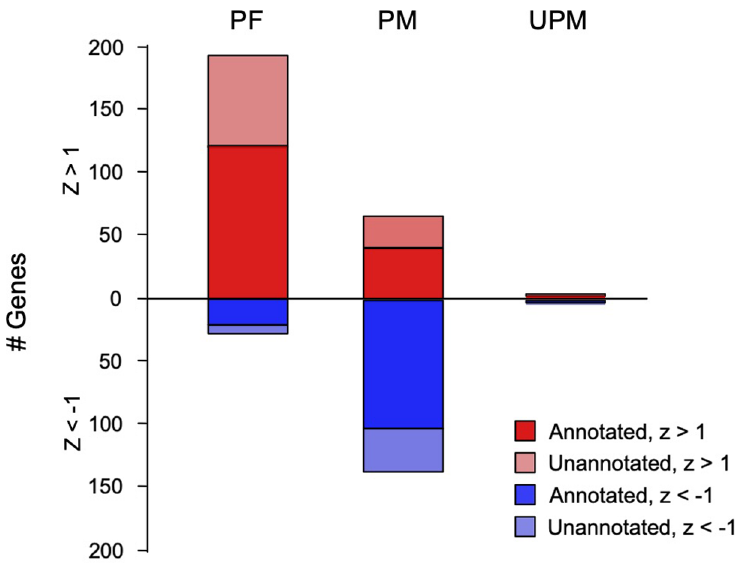 PF PM UPM
200
150
100
50
0
50
100
150
200
Z > 1
Z < -1
# Genes
Annotated, z > 1
Unannotated, z > 1
Annotated, z < -1
Unannotated, z < -1